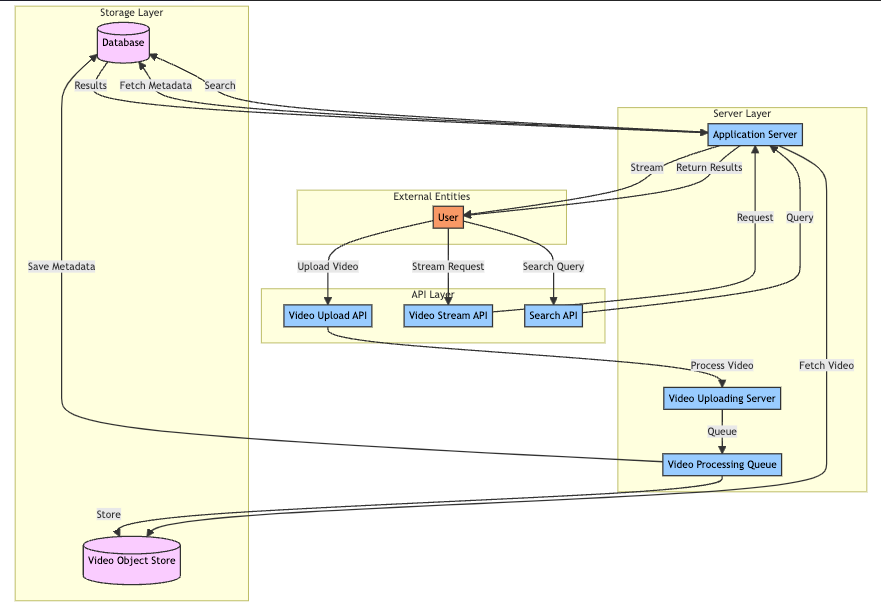 Storage Layer
Database
Results
Fetch Metadata
Search
Server Layer
Application Server
Stream
Return Results
External Entities
User
Request
Query
Save Metadata
Upload Video
Stream Request
Search Query
API Layer
Video Upload API
Video Stream API
Search API
Process Video
Fetch Video
Video Uploading Server
Queue
Video Processing Queue
Store
Video Object Store